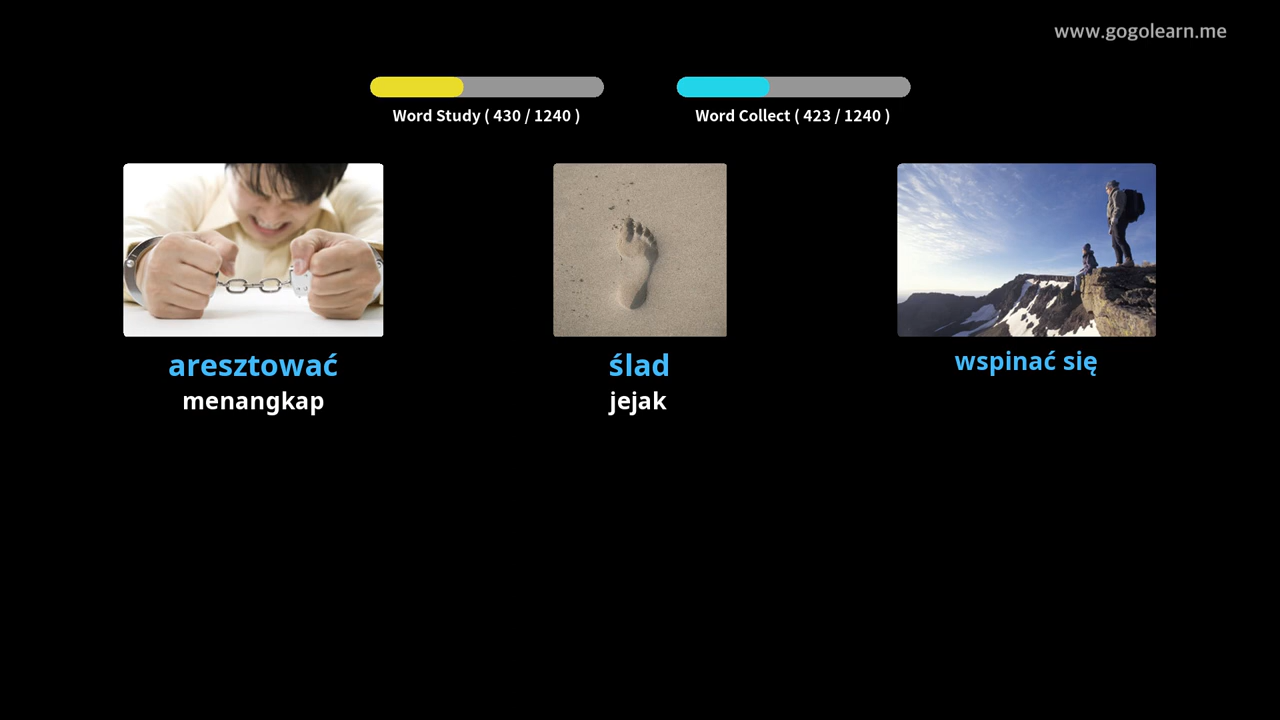 www.gogolearn.me
Word Study ( 430 / 1240 )
Word Collect ( 423 / 1240 )
aresztować
menangkap
ślad
jejak
wspinać się